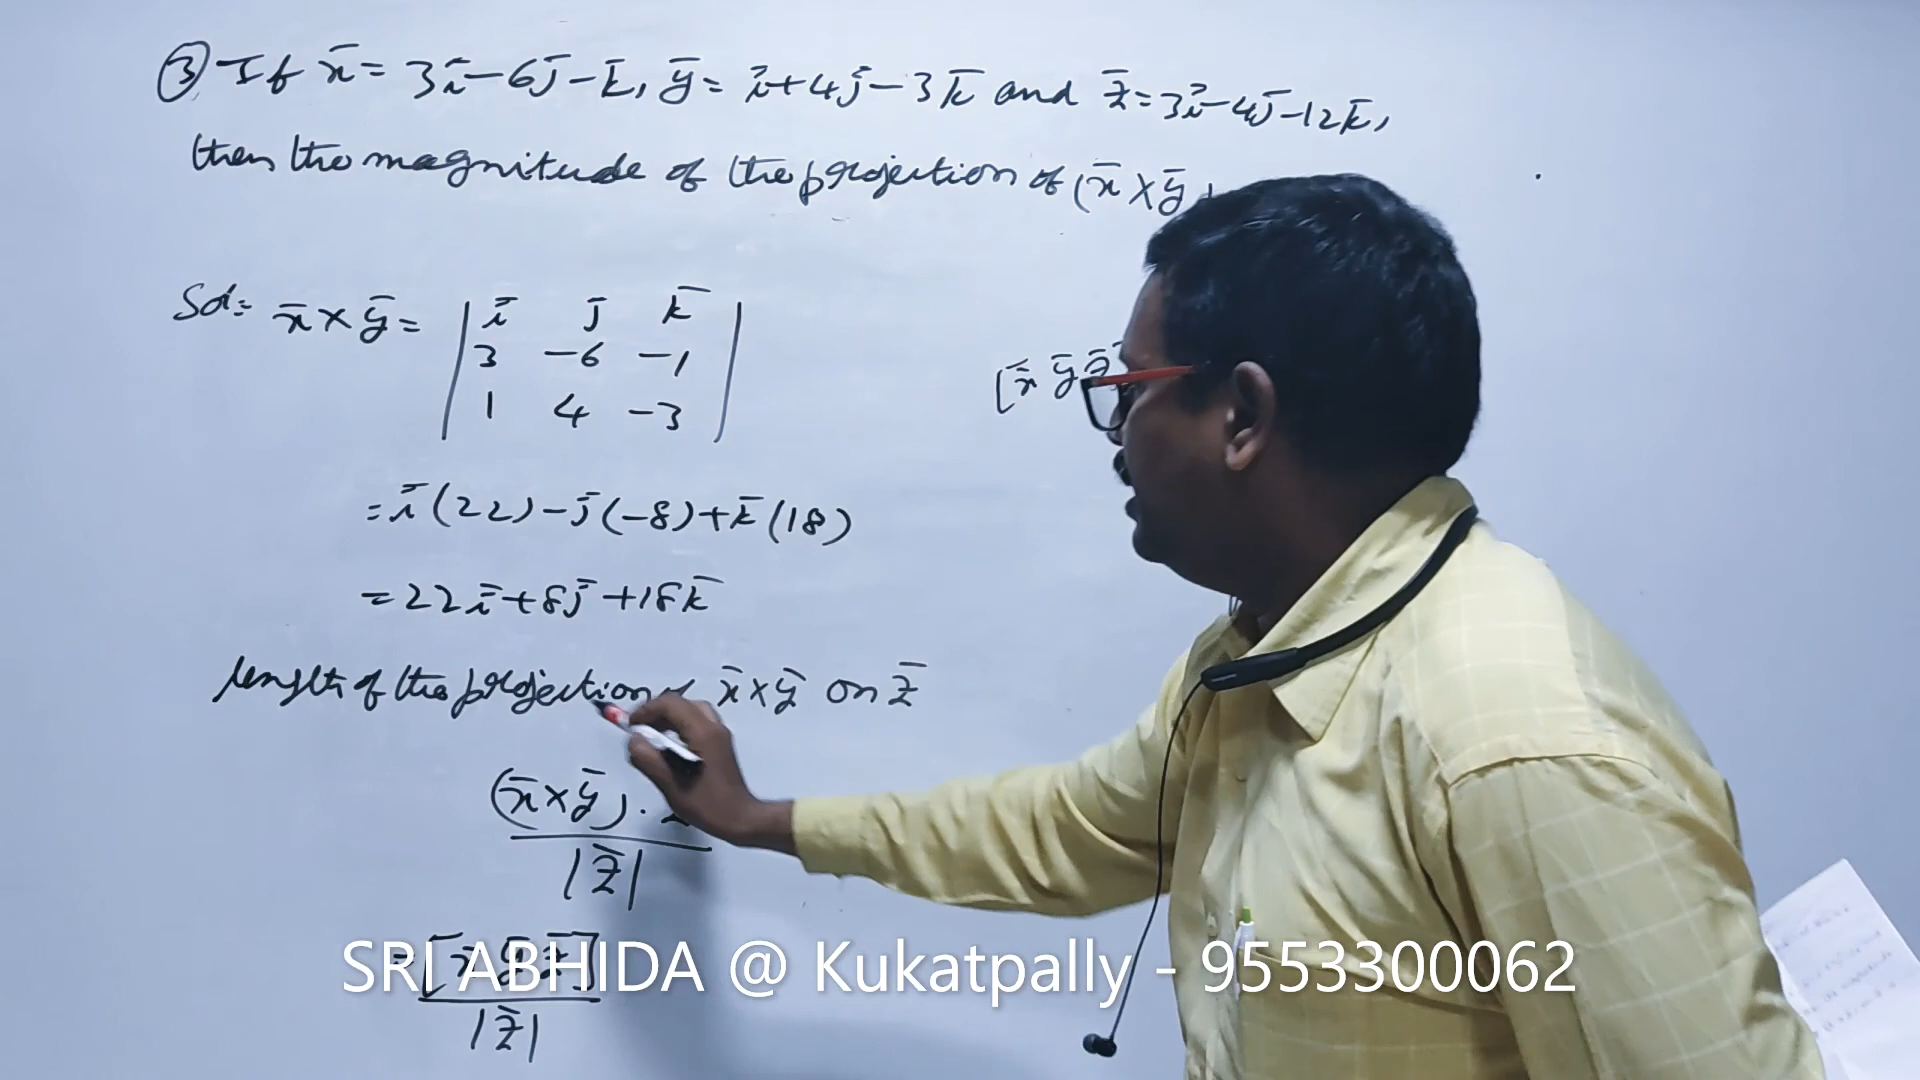 ③ If x̄ = 3ī-6j̄-k̄, ȳ = ī+4j̄-3k̄ and z̄ = 3ī-4j̄-12k̄,
then the magnitude of the projection of (x̄ × ȳ
Sol: x̄ × ȳ = | ī j̄ k̄ |
3 -6 -1
1 4 -3
[x̄ ȳ z̄
= ī(22)-j̄(-8)+k̄(18)
= 22ī+8j̄+18k̄
length of the projection x̄×ȳ on z̄
(x̄×ȳ).
|z̄|
= [x̄ ȳ z̄]
|z̄|
SRI ABHIDA @ Kukatpally - 9553300062